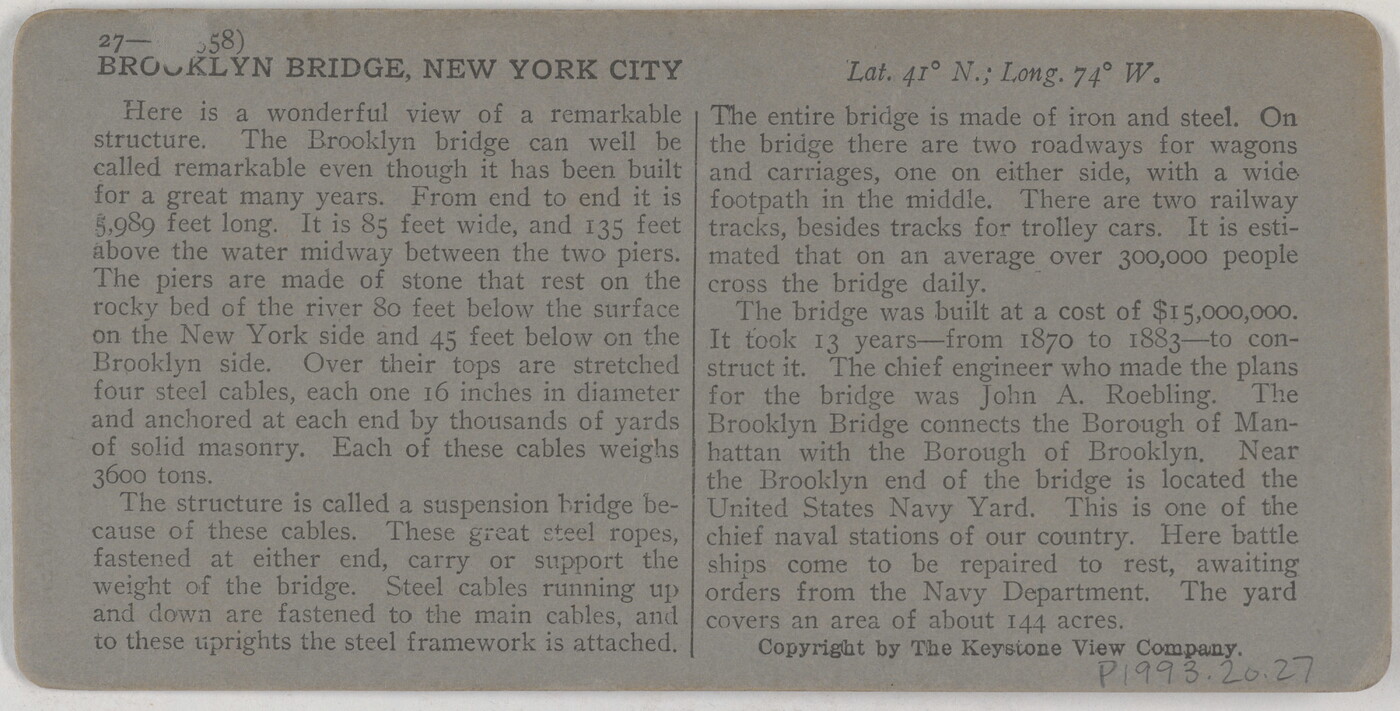 27— 58)
BROOKLYN BRIDGE, NEW YORK CITY
Lat. 41° N.; Long. 74° W.
Here is a wonderful view of a remarkable
structure. The Brooklyn bridge can well be
called remarkable even though it has been built
for a great many years. From end to end it is
5,989 feet long. It is 85 feet wide, and 135 feet
above the water midway between the two piers.
The piers are made of stone that rest on the
rocky bed of the river 80 feet below the surface
on the New York side and 45 feet below on the
Brooklyn side. Over their tops are stretched
four steel cables, each one 16 inches in diameter
and anchored at each end by thousands of yards
of solid masonry. Each of these cables weighs
3600 tons.
The structure is called a suspension bridge be-
cause of these cables. These great steel ropes,
fastened at either end, carry or support the
weight of the bridge. Steel cables running up
and down are fastened to the main cables, and
to these uprights the steel framework is attached.
The entire bridge is made of iron and steel. On
the bridge there are two roadways for wagons
and carriages, one on either side, with a wide
footpath in the middle. There are two railway
tracks, besides tracks for trolley cars. It is esti-
mated that on an average over 300,000 people
cross the bridge daily.
The bridge was built at a cost of $15,000,000.
It took 13 years—from 1870 to 1883—to con-
struct it. The chief engineer who made the plans
for the bridge was John A. Roebling. The
Brooklyn Bridge connects the Borough of Man-
hattan with the Borough of Brooklyn. Near
the Brooklyn end of the bridge is located the
United States Navy Yard. This is one of the
chief naval stations of our country. Here battle
ships come to be repaired to rest, awaiting
orders from the Navy Department. The yard
covers an area of about 144 acres.
Copyright by The Keystone View Company.
P1993.20.27